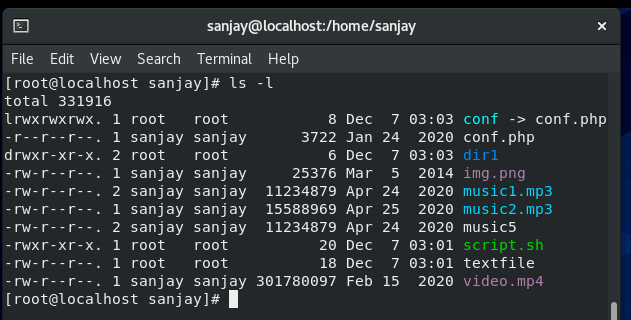 sanjay@localhost:/home/sanjay
File Edit View Search Terminal Help
[root@localhost sanjay]# ls -l
total 331916
lrwxrwxrwx. 1 root   root           8 Dec  7 03:03 conf -> conf.php
-r--r--r--. 1 sanjay sanjay      3722 Jan 24  2020 conf.php
drwxr-xr-x. 2 root   root           6 Dec  7 03:03 dir1
-rw-r--r--. 1 sanjay sanjay     25376 Mar  5  2014 img.png
-rw-r--r--. 2 sanjay sanjay  11234879 Apr 24  2020 music1.mp3
-rw-r--r--. 1 sanjay sanjay  15588969 Apr 25  2020 music2.mp3
-rw-r--r--. 2 sanjay sanjay  11234879 Apr 24  2020 music5
-rwxr-xr-x. 1 root   root          20 Dec  7 03:01 script.sh
-rw-r--r--. 1 root   root          18 Dec  7 03:01 textfile
-rw-r--r--. 1 sanjay sanjay 301780097 Feb 15  2020 video.mp4
[root@localhost sanjay]#